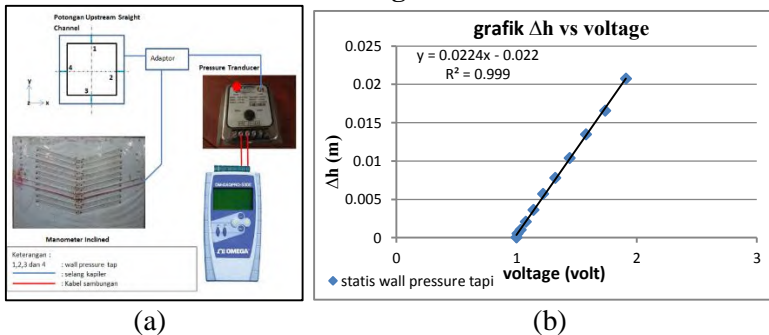 Potongan Upstream Sraight
Channel
1
4
2
3
y
z
x
Adaptor
Pressure Tranducer
Manometer Inclined
Keterangan :
1,2,3 dan 4 : wall pressure tap
: selang kapiler
: Kabel sambungan
OMEGA
(a)
grafik Δh vs voltage
y = 0.0224x - 0.022
R² = 0.999
Δh (m)
0.025
0.02
0.015
0.01
0.005
0
0
1
2
3
voltage (volt)
statis wall pressure tapi
(b)